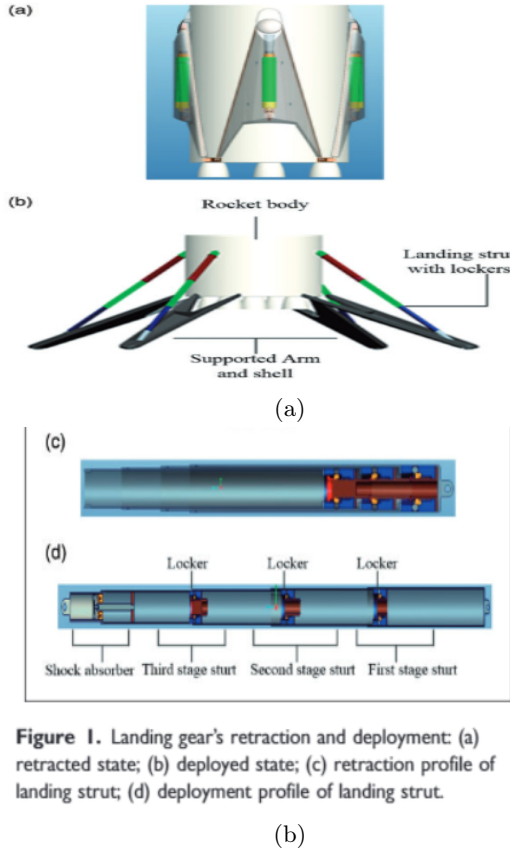 (a)
(b)
Rocket body
Landing stru
with lockers
Supported Arm
and shell
(a)
(c)
(d)
Locker Locker Locker
Shock absorber Third stage sturt Second stage sturt First stage sturt
Figure 1. Landing gear's retraction and deployment: (a)
retracted state; (b) deployed state; (c) retraction profile of
landing strut; (d) deployment profile of landing strut.
(b)